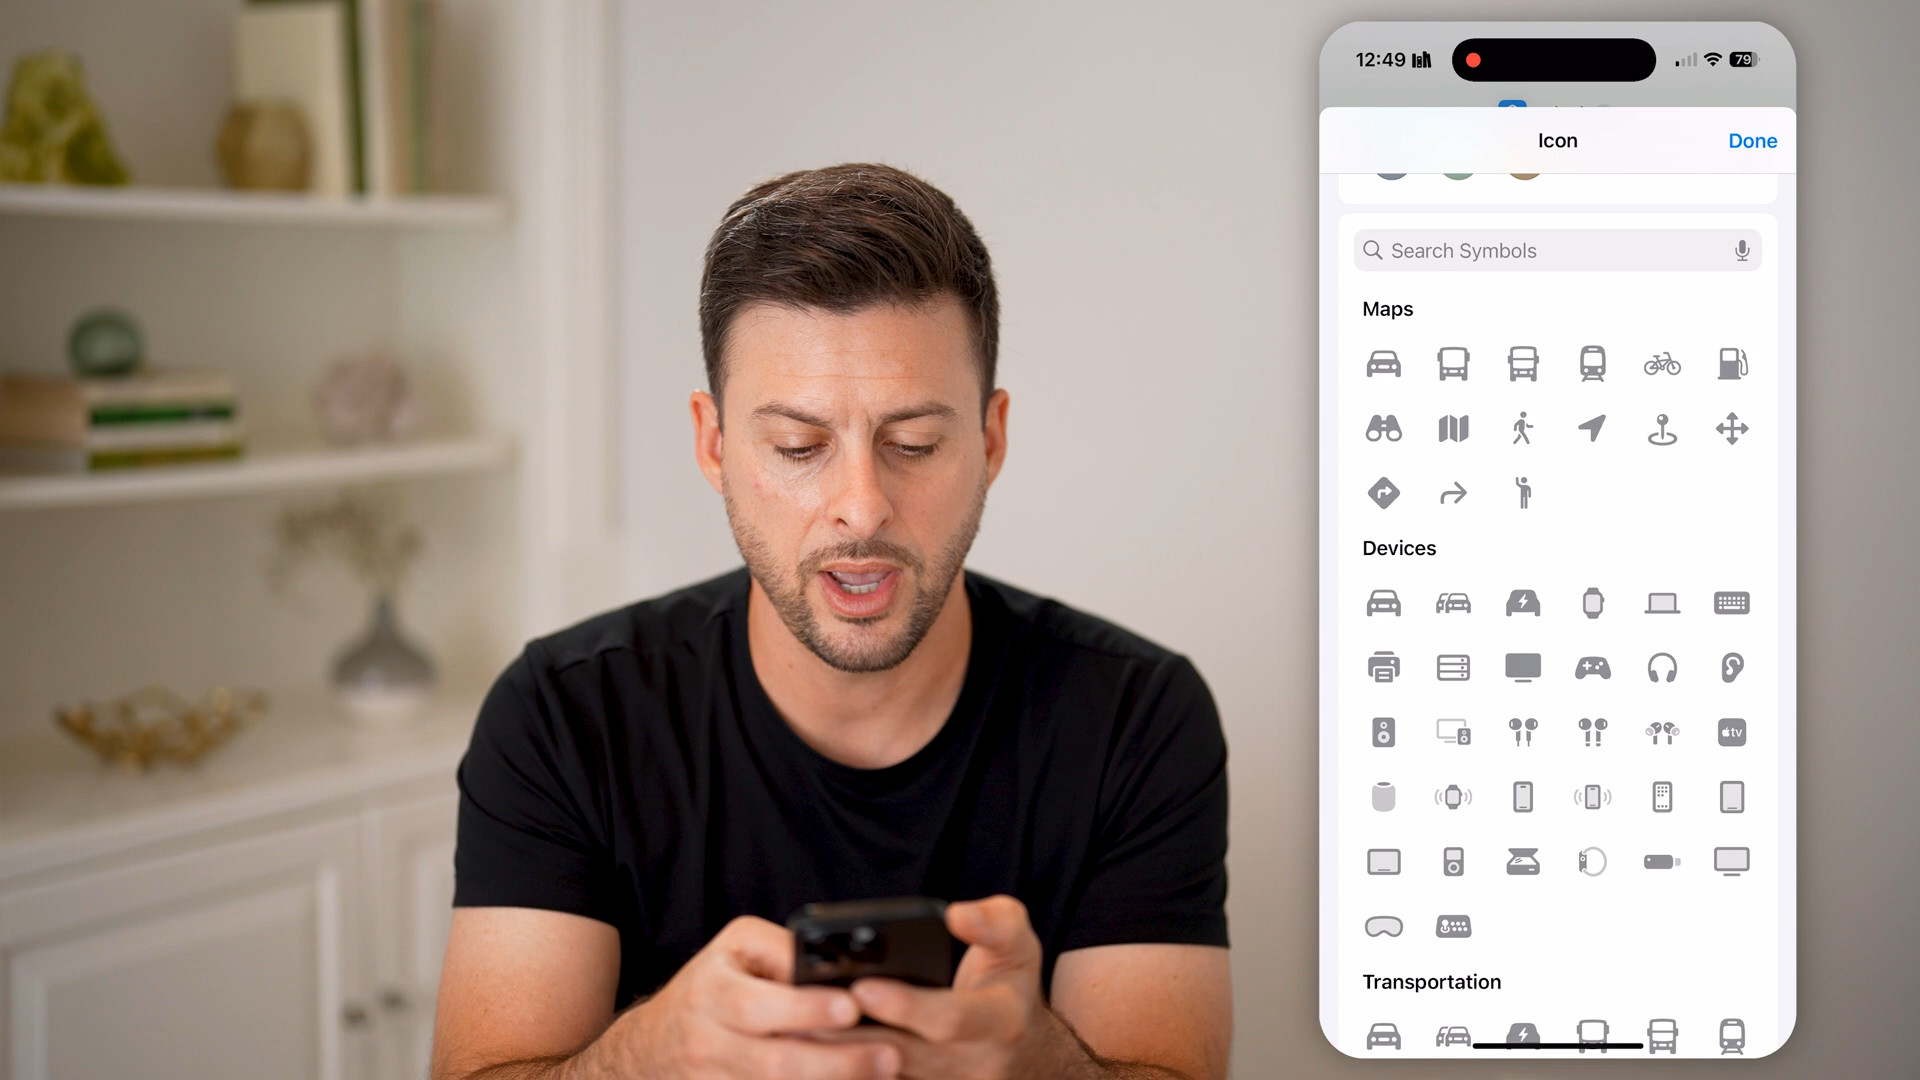 12:49
79
Icon
Done
Search Symbols
Maps
Devices
tv
Transportation